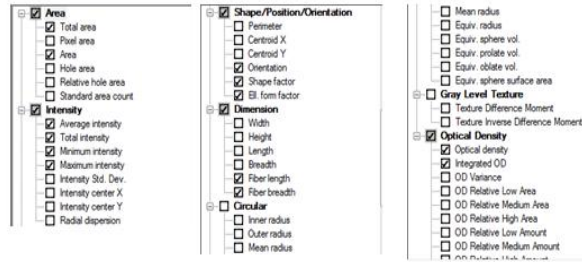 Area
Total area
Pixel area
Area
Hole area
Relative hole area
Standard area count
Intensity
Average intensity
Total intensity
Minimum intensity
Maximum intensity
Intensity Std. Dev.
Intensity center X
Intensity center Y
Radial dispersion
Shape/Position/Orientation
Perimeter
Centroid X
Centroid Y
Orientation
Shape factor
Ell. form factor
Dimension
Width
Height
Length
Breadth
Fiber length
Fiber breadth
Circular
Inner radius
Outer radius
Mean radius
Mean radius
Equiv. radius
Equiv. sphere vol.
Equiv. prolate vol.
Equiv. oblate vol.
Equiv. sphere surface area
Gray Level Texture
Texture Difference Moment
Texture Inverse Difference Moment
Optical Density
Optical density
Integrated OD
OD Variance
OD Relative Low Area
OD Relative Medium Area
OD Relative High Area
OD Relative Low Amount
OD Relative Medium Amount
OD Relative High Amount